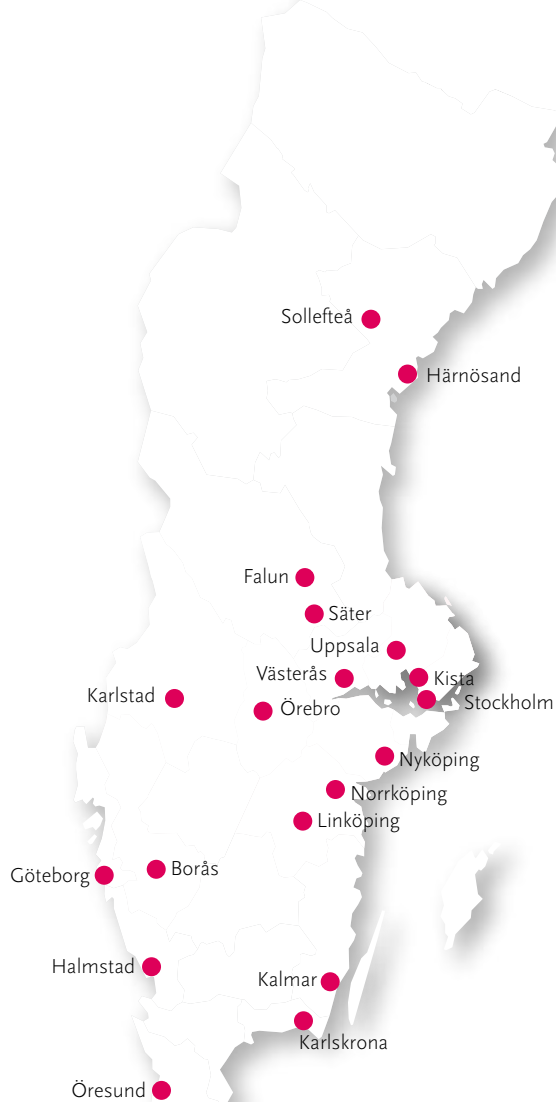 Sollefteå
Härnösand
Falun
Säter
Uppsala
Västerås
Kista
Karlstad
Örebro
Stockholm
Nyköping
Norrköping
Linköping
Göteborg
Borås
Halmstad
Kalmar
Karlskrona
Öresund